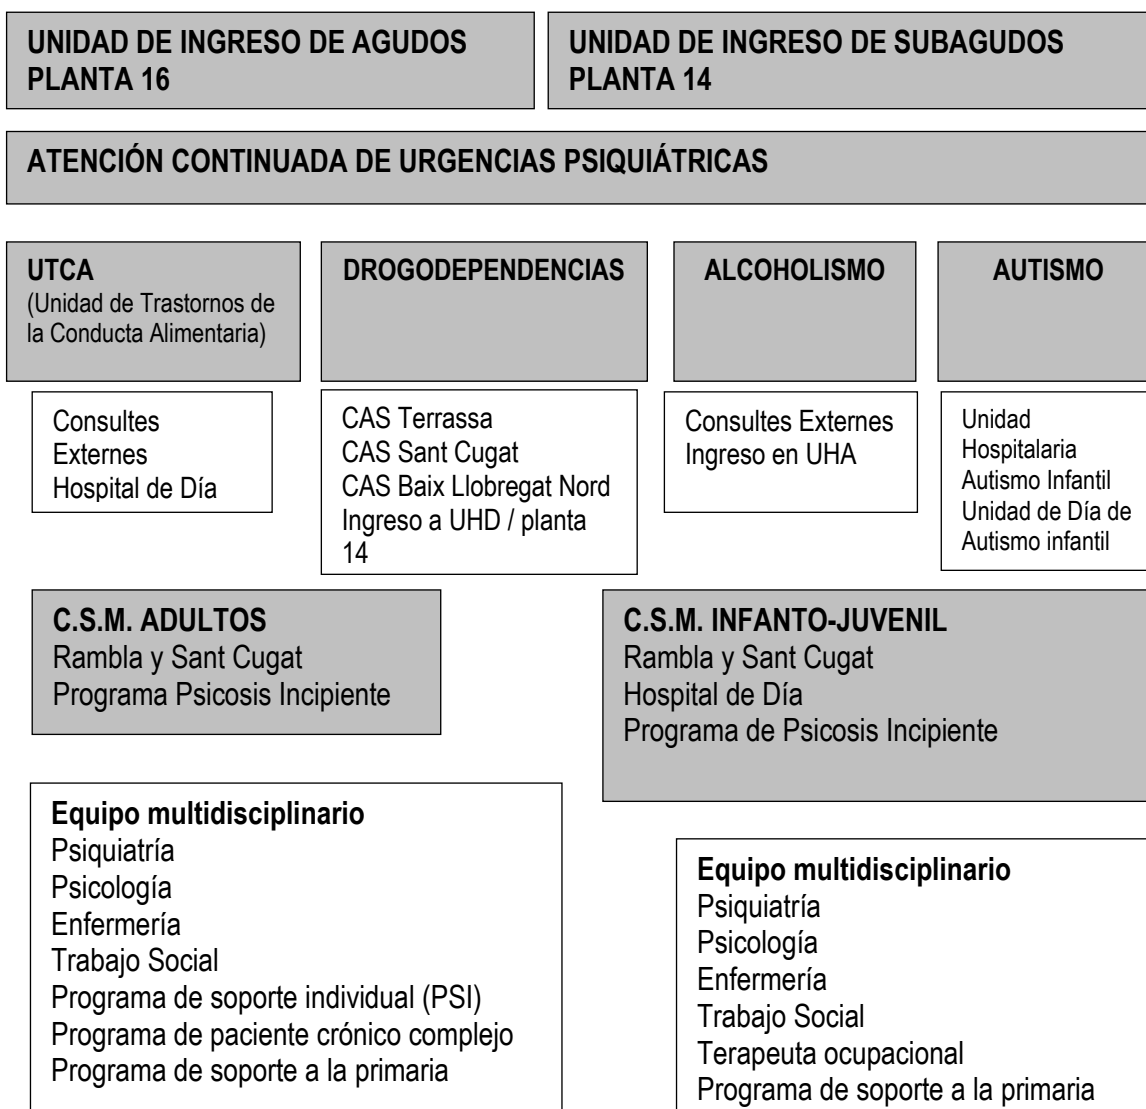 UNIDAD DE INGRESO DE AGUDOS
PLANTA 16
UNIDAD DE INGRESO DE SUBAGUDOS
PLANTA 14
ATENCIÓN CONTINUADA DE URGENCIAS PSIQUIÁTRICAS
UTCA
(Unidad de Trastornos de
la Conducta Alimentaria)
DROGODEPENDENCIAS
ALCOHOLISMO
AUTISMO
Consultes
Externes
Hospital de Día
CAS Terrassa
CAS Sant Cugat
CAS Baix Llobregat Nord
Ingreso a UHD / planta
14
Consultes Externes
Ingreso en UHA
Unidad
Hospitalaria
Autismo Infantil
Unidad de Día de
Autismo infantil
C.S.M. ADULTOS
Rambla y Sant Cugat
Programa Psicosis Incipiente
C.S.M. INFANTO-JUVENIL
Rambla y Sant Cugat
Hospital de Día
Programa de Psicosis Incipiente
Equipo multidisciplinario
Psiquiatría
Psicología
Enfermería
Trabajo Social
Programa de soporte individual (PSI)
Programa de paciente crónico complejo
Programa de soporte a la primaria
Equipo multidisciplinario
Psiquiatría
Psicología
Enfermería
Trabajo Social
Terapeuta ocupacional
Programa de soporte a la primaria